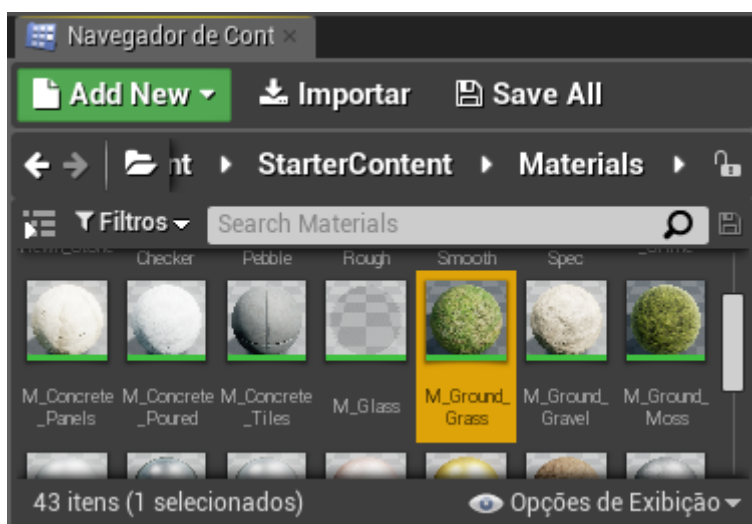 Navegador de Cont
Add New Importar Save All
nt StarterContent Materials
Filtros Search Materials
Checker Pebble Rough Smooth Spec
M_Concrete M_Concrete M_Concrete M_Glass M_Ground_ M_Ground_ M_Ground_
_Panels _Poured _Tiles Grass Gravel Moss
43 itens (1 selecionados) Opções de Exibição